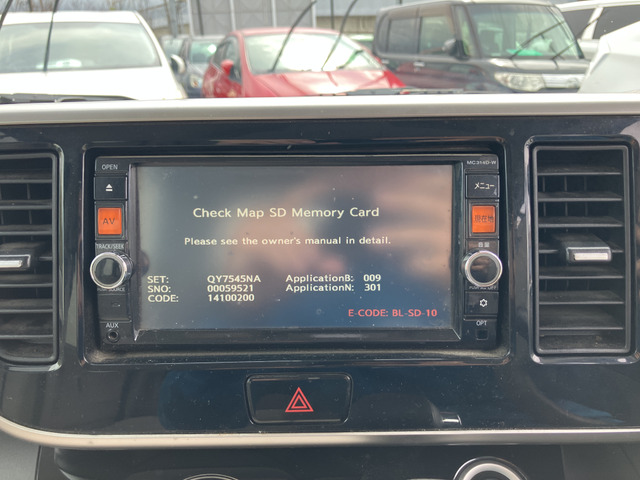 OPEN
MC314D-W
AV
メニュー
現在地
TRACK/SEEK
画面
Check Map SD Memory Card
Please see the owner's manual in detail.
SET: QY7545NA ApplicationB: 009
SNO: 00059521 ApplicationN: 301
CODE: 14100200
E-CODE: BL-SD-10
AUX
OPT